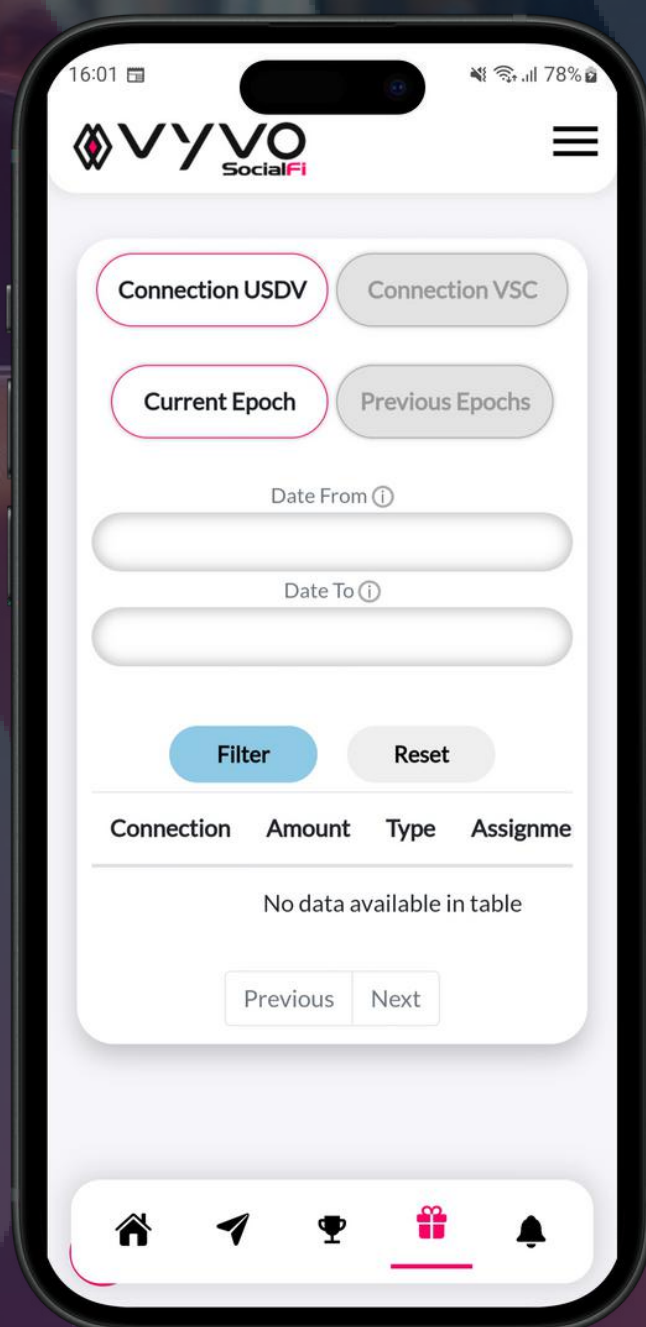 16:01 78%
VYVO
SocialFi
Connection USDV Connection VSC
Current Epoch Previous Epochs
Date From
Date To
Filter Reset
Connection Amount Type Assignme
No data available in table
Previous Next